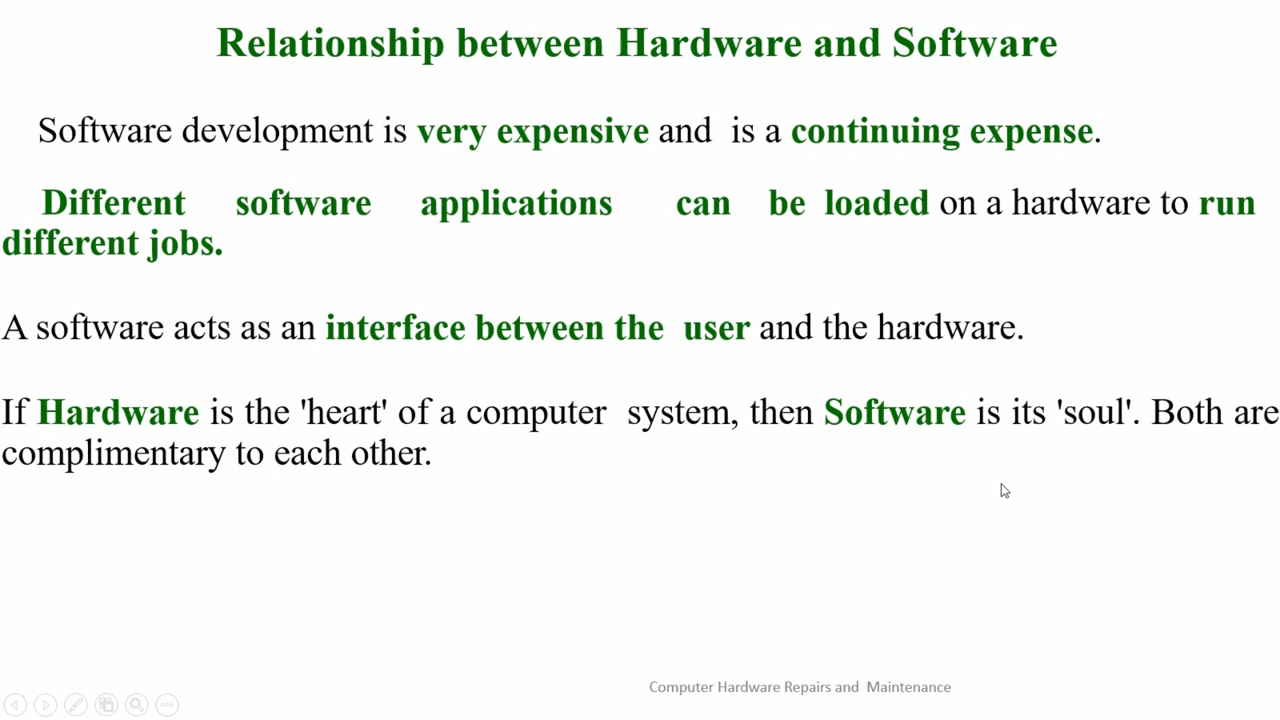 Relationship between Hardware and Software
Software development is very expensive and is a continuing expense.
Different software applications can be loaded on a hardware to run
different jobs.
A software acts as an interface between the user and the hardware.
If Hardware is the 'heart' of a computer system, then Software is its 'soul'. Both are
complimentary to each other.
Computer Hardware Repairs and Maintenance